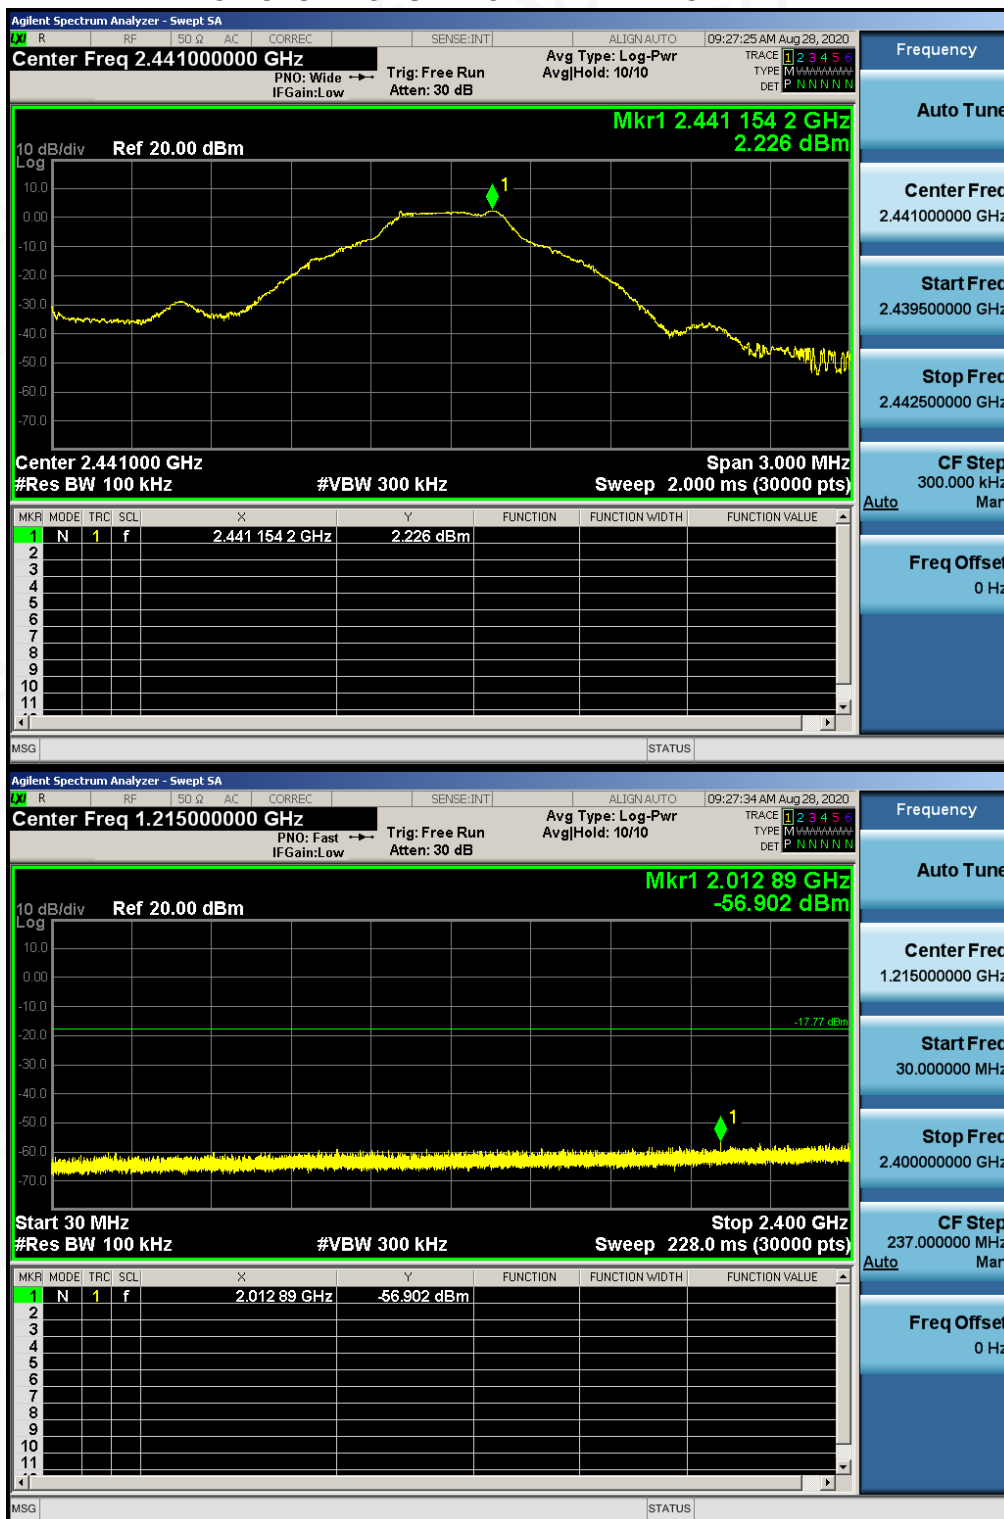 Agilent Spectrum Analyzer - Swept SA
LXI R RF 50 Ω AC CORREC SENSE:INT ALIGN AUTO 09:27:25 AM Aug 28, 2020
Center Freq 2.441000000 GHz
PNO: Wide
IFGain:Low
Trig: Free Run
Atten: 30 dB
Avg Type: Log-Pwr
Avg|Hold: 10/10
TRACE 1 2 3 4 5 6
TYPE M
DET P N N N N N
Mkr1 2.441 154 2 GHz
2.226 dBm
10 dB/div Ref 20.00 dBm
Log
10.0
0.00
-10.0
-20.0
-30.0
-40.0
-50.0
-60.0
-70.0
1
Center 2.441000 GHz Span 3.000 MHz
#Res BW 100 kHz #VBW 300 kHz Sweep 2.000 ms (30000 pts)
MKR MODE TRC SCL X Y FUNCTION FUNCTION WIDTH FUNCTION VALUE
1 N 1 f 2.441 154 2 GHz 2.226 dBm
2
3
4
5
6
7
8
9
10
11
MSG STATUS
Frequency
Auto Tune
Center Freq
2.441000000 GHz
Start Freq
2.439500000 GHz
Stop Freq
2.442500000 GHz
CF Step
300.000 kHz
Auto Man
Freq Offset
0 Hz
Agilent Spectrum Analyzer - Swept SA
LXI R RF 50 Ω AC CORREC SENSE:INT ALIGN AUTO 09:27:34 AM Aug 28, 2020
Center Freq 1.215000000 GHz
PNO: Fast
IFGain:Low
Trig: Free Run
Atten: 30 dB
Avg Type: Log-Pwr
Avg|Hold: 10/10
TRACE 1 2 3 4 5 6
TYPE M
DET P N N N N N
Mkr1 2.012 89 GHz
-56.902 dBm
10 dB/div Ref 20.00 dBm
Log
10.0
0.00
-10.0
-20.0
-30.0
-40.0
-50.0
-60.0
-70.0
-17.77 dBm
1
Start 30 MHz Stop 2.400 GHz
#Res BW 100 kHz #VBW 300 kHz Sweep 228.0 ms (30000 pts)
MKR MODE TRC SCL X Y FUNCTION FUNCTION WIDTH FUNCTION VALUE
1 N 1 f 2.012 89 GHz -56.902 dBm
2
3
4
5
6
7
8
9
10
11
MSG STATUS
Frequency
Auto Tune
Center Freq
1.215000000 GHz
Start Freq
30.000000 MHz
Stop Freq
2.400000000 GHz
CF Step
237.000000 MHz
Auto Man
Freq Offset
0 Hz